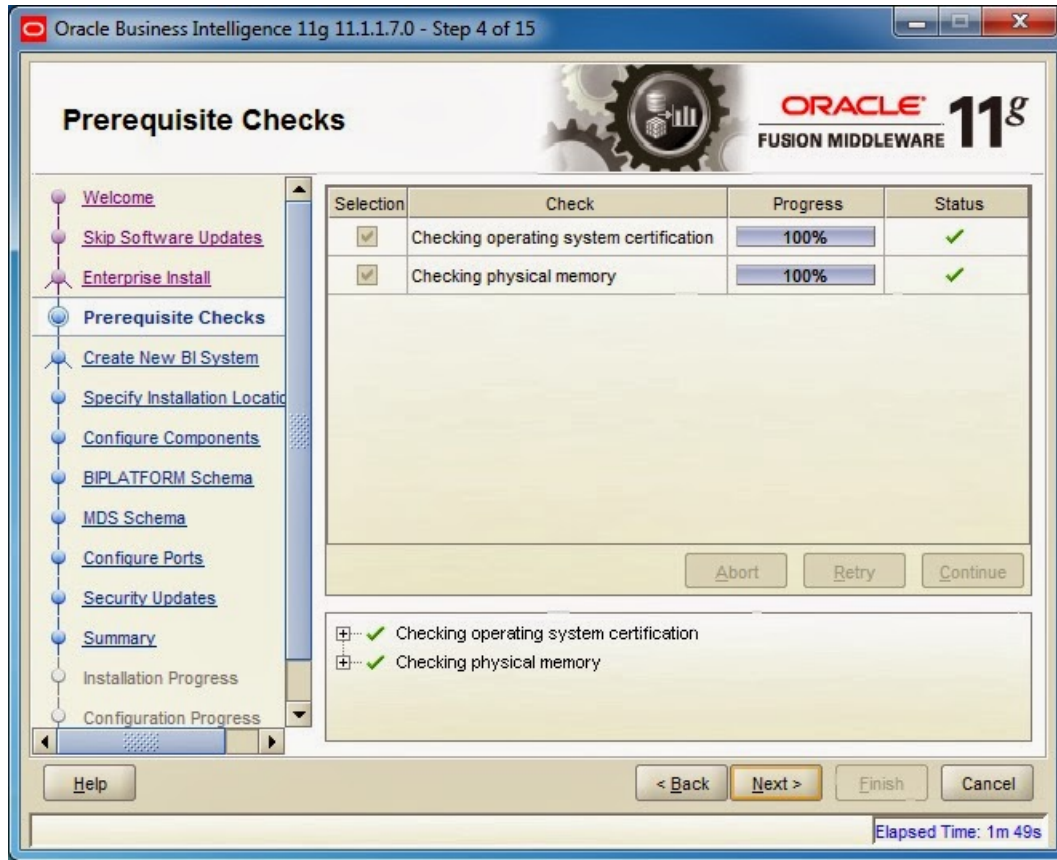 Oracle Business Intelligence 11g 11.1.1.7.0 - Step 4 of 15
Prerequisite Checks
ORACLE
FUSION MIDDLEWARE
11g
Welcome
Skip Software Updates
Enterprise Install
Prerequisite Checks
Create New BI System
Specify Installation Locatio
Configure Components
BIPLATFORM Schema
MDS Schema
Configure Ports
Security Updates
Summary
Installation Progress
Configuration Progress
Selection Check Progress Status
Checking operating system certification 100%
Checking physical memory 100%
Abort Retry Continue
Checking operating system certification
Checking physical memory
Help < Back Next > Finish Cancel
Elapsed Time: 1m 49s